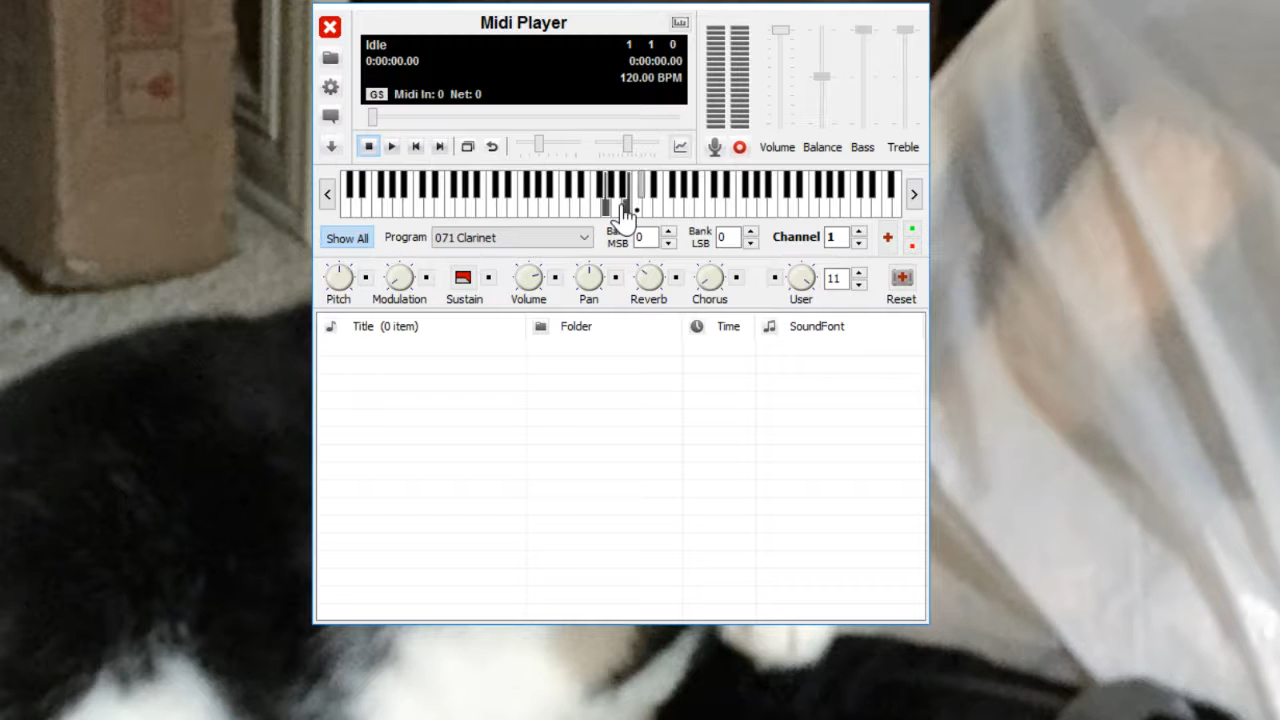 Midi Player
Idle 1 1 0
0:00:00.00 0:00:00.00
120.00 BPM
GS Midi In: 0 Net: 0
Volume Balance Bass Treble
Show All Program 071 Clarinet MSB 0 Bank LSB 0 Channel 1
11
Pitch Modulation Sustain Volume Pan Reverb Chorus User Reset
Title (0 item) Folder Time SoundFont